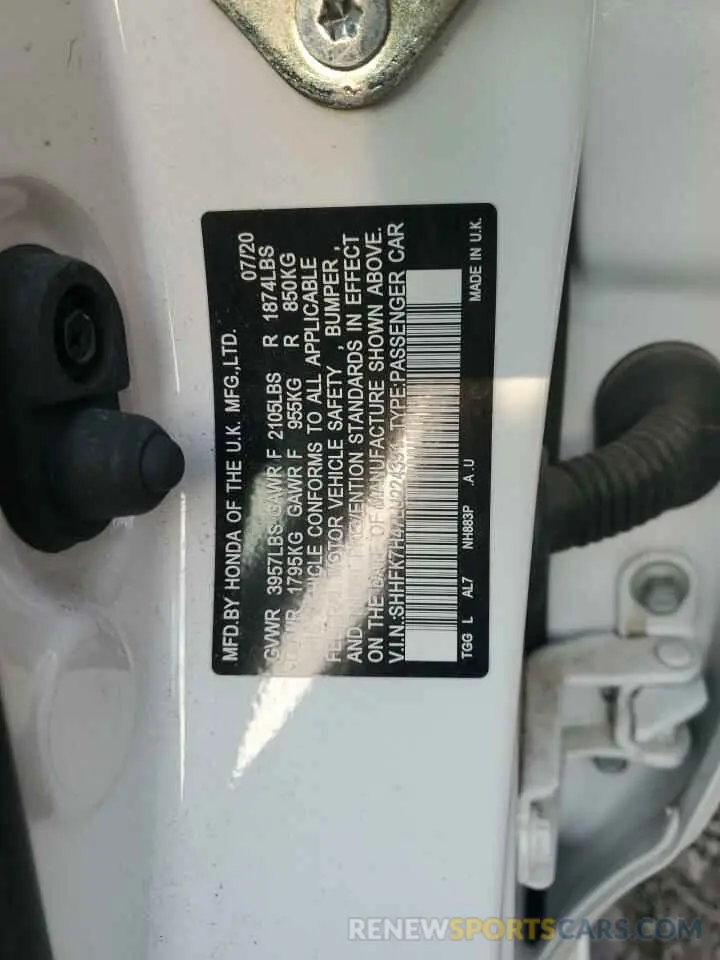 MFD.BY HONDA OF THE U.K. MFG.,LTD. 07/20
GVWR 3957LBS GAWR F 2105LBS R 1874LBS
1795KG GAWR F 955KG R 850KG
VEHICLE CONFORMS TO ALL APPLICABLE
MOTOR VEHICLE SAFETY , BUMPER ,
AND PREVENTION STANDARDS IN EFFECT
ON THE DATE OF MANUFACTURE SHOWN ABOVE.
V.I.N.: TYPE:PASSENGER CAR
TGG L AL7 NH883P A .U MADE IN U.K.
RENEWSPORTSCARS.COM